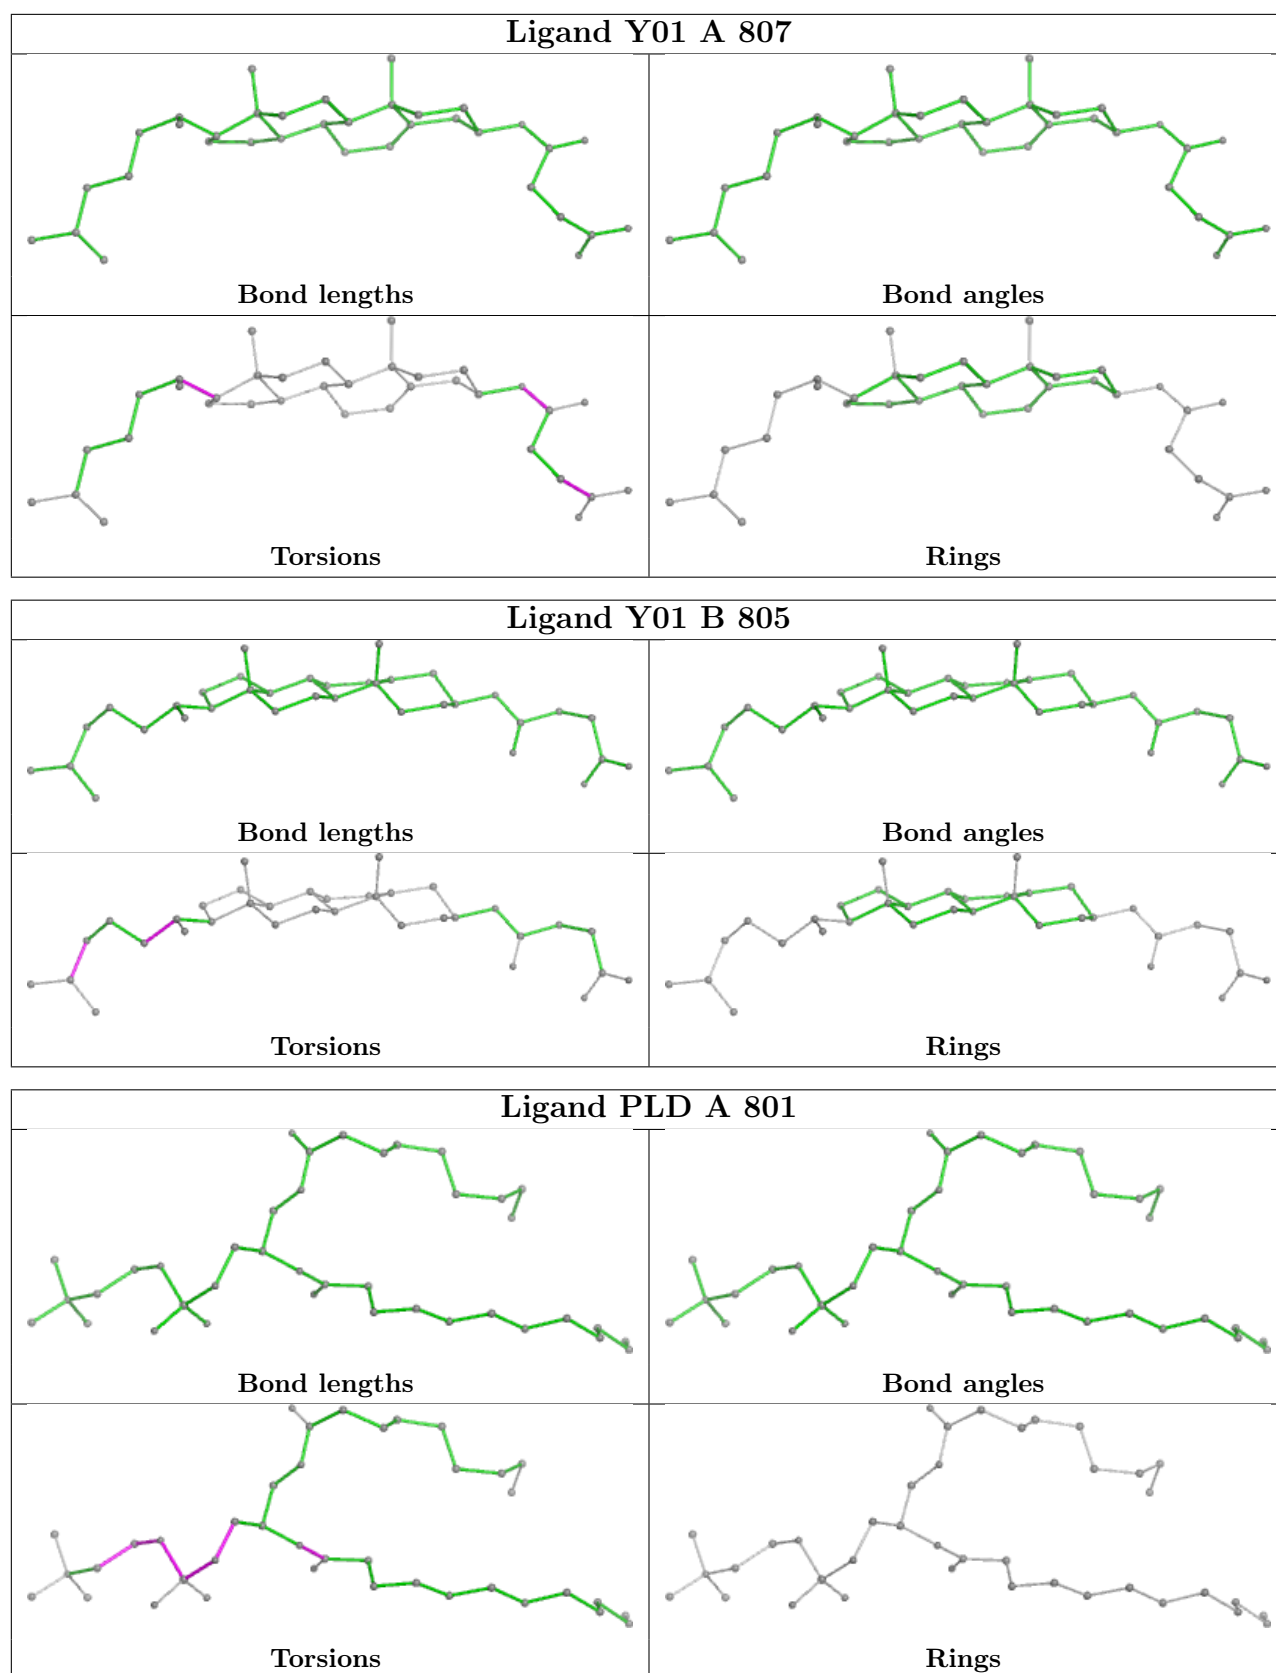 Ligand Y01 A 807
Bond lengths
Bond angles
Torsions
Rings
Ligand Y01 B 805
Bond lengths
Bond angles
Torsions
Rings
Ligand PLD A 801
Bond lengths
Bond angles
Torsions
Rings